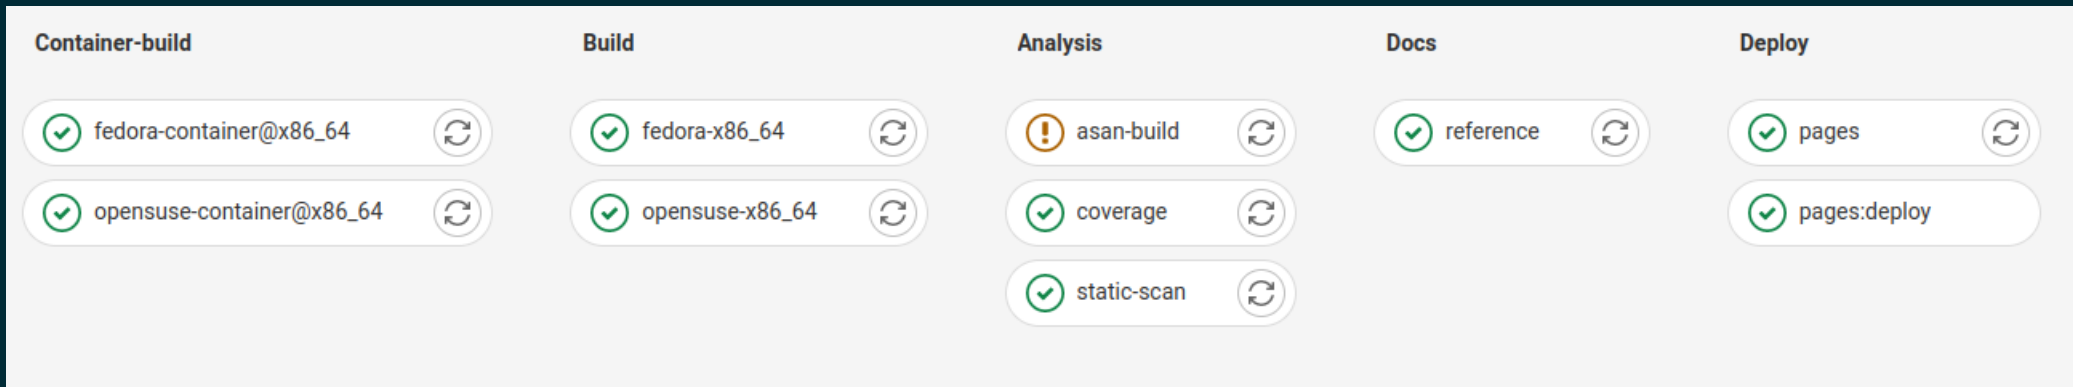 Container-build
fedora-container@x86_64
opensuse-container@x86_64
Build
fedora-x86_64
opensuse-x86_64
Analysis
asan-build
coverage
static-scan
Docs
reference
Deploy
pages
pages:deploy